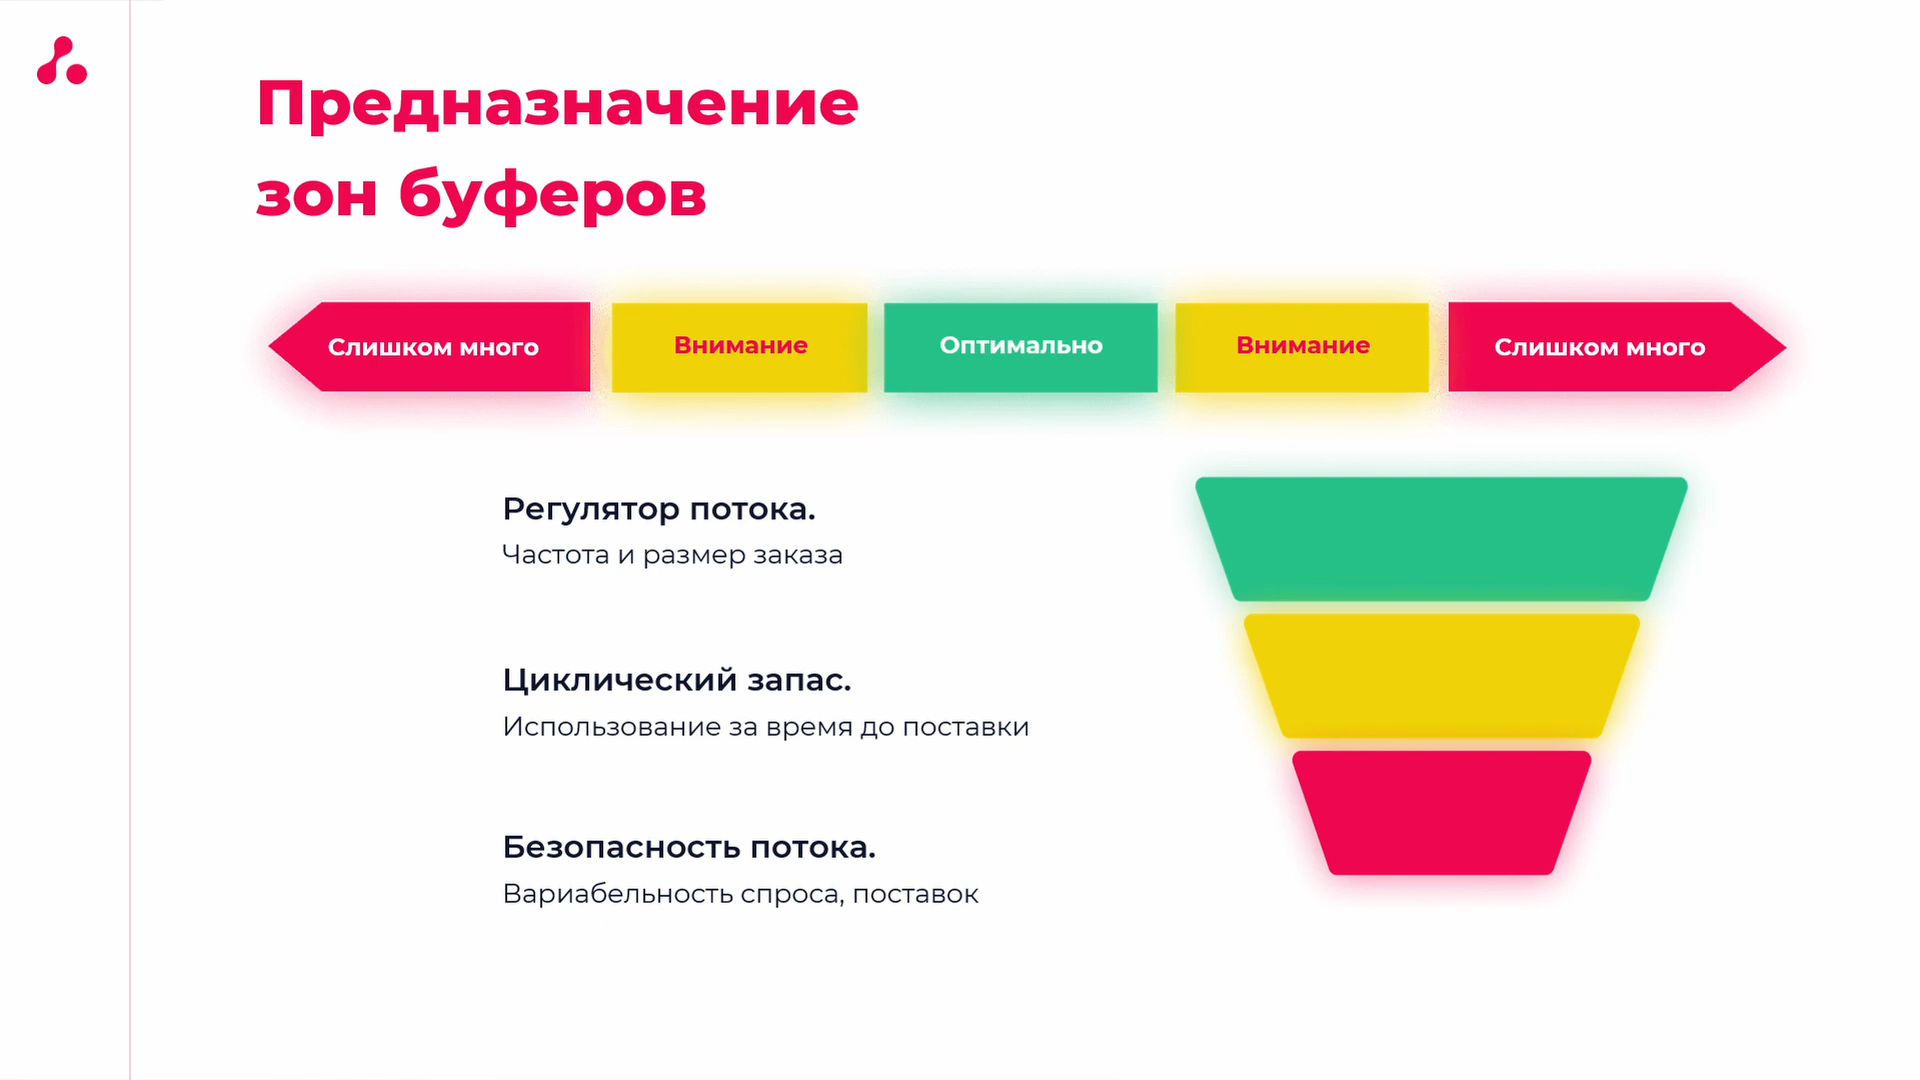 Предназначение
зон буферов
Слишком много
Внимание
Оптимально
Внимание
Слишком много
Регулятор потока.
Частота и размер заказа
Циклический запас.
Использование за время до поставки
Безопасность потока.
Вариабельность спроса, поставок